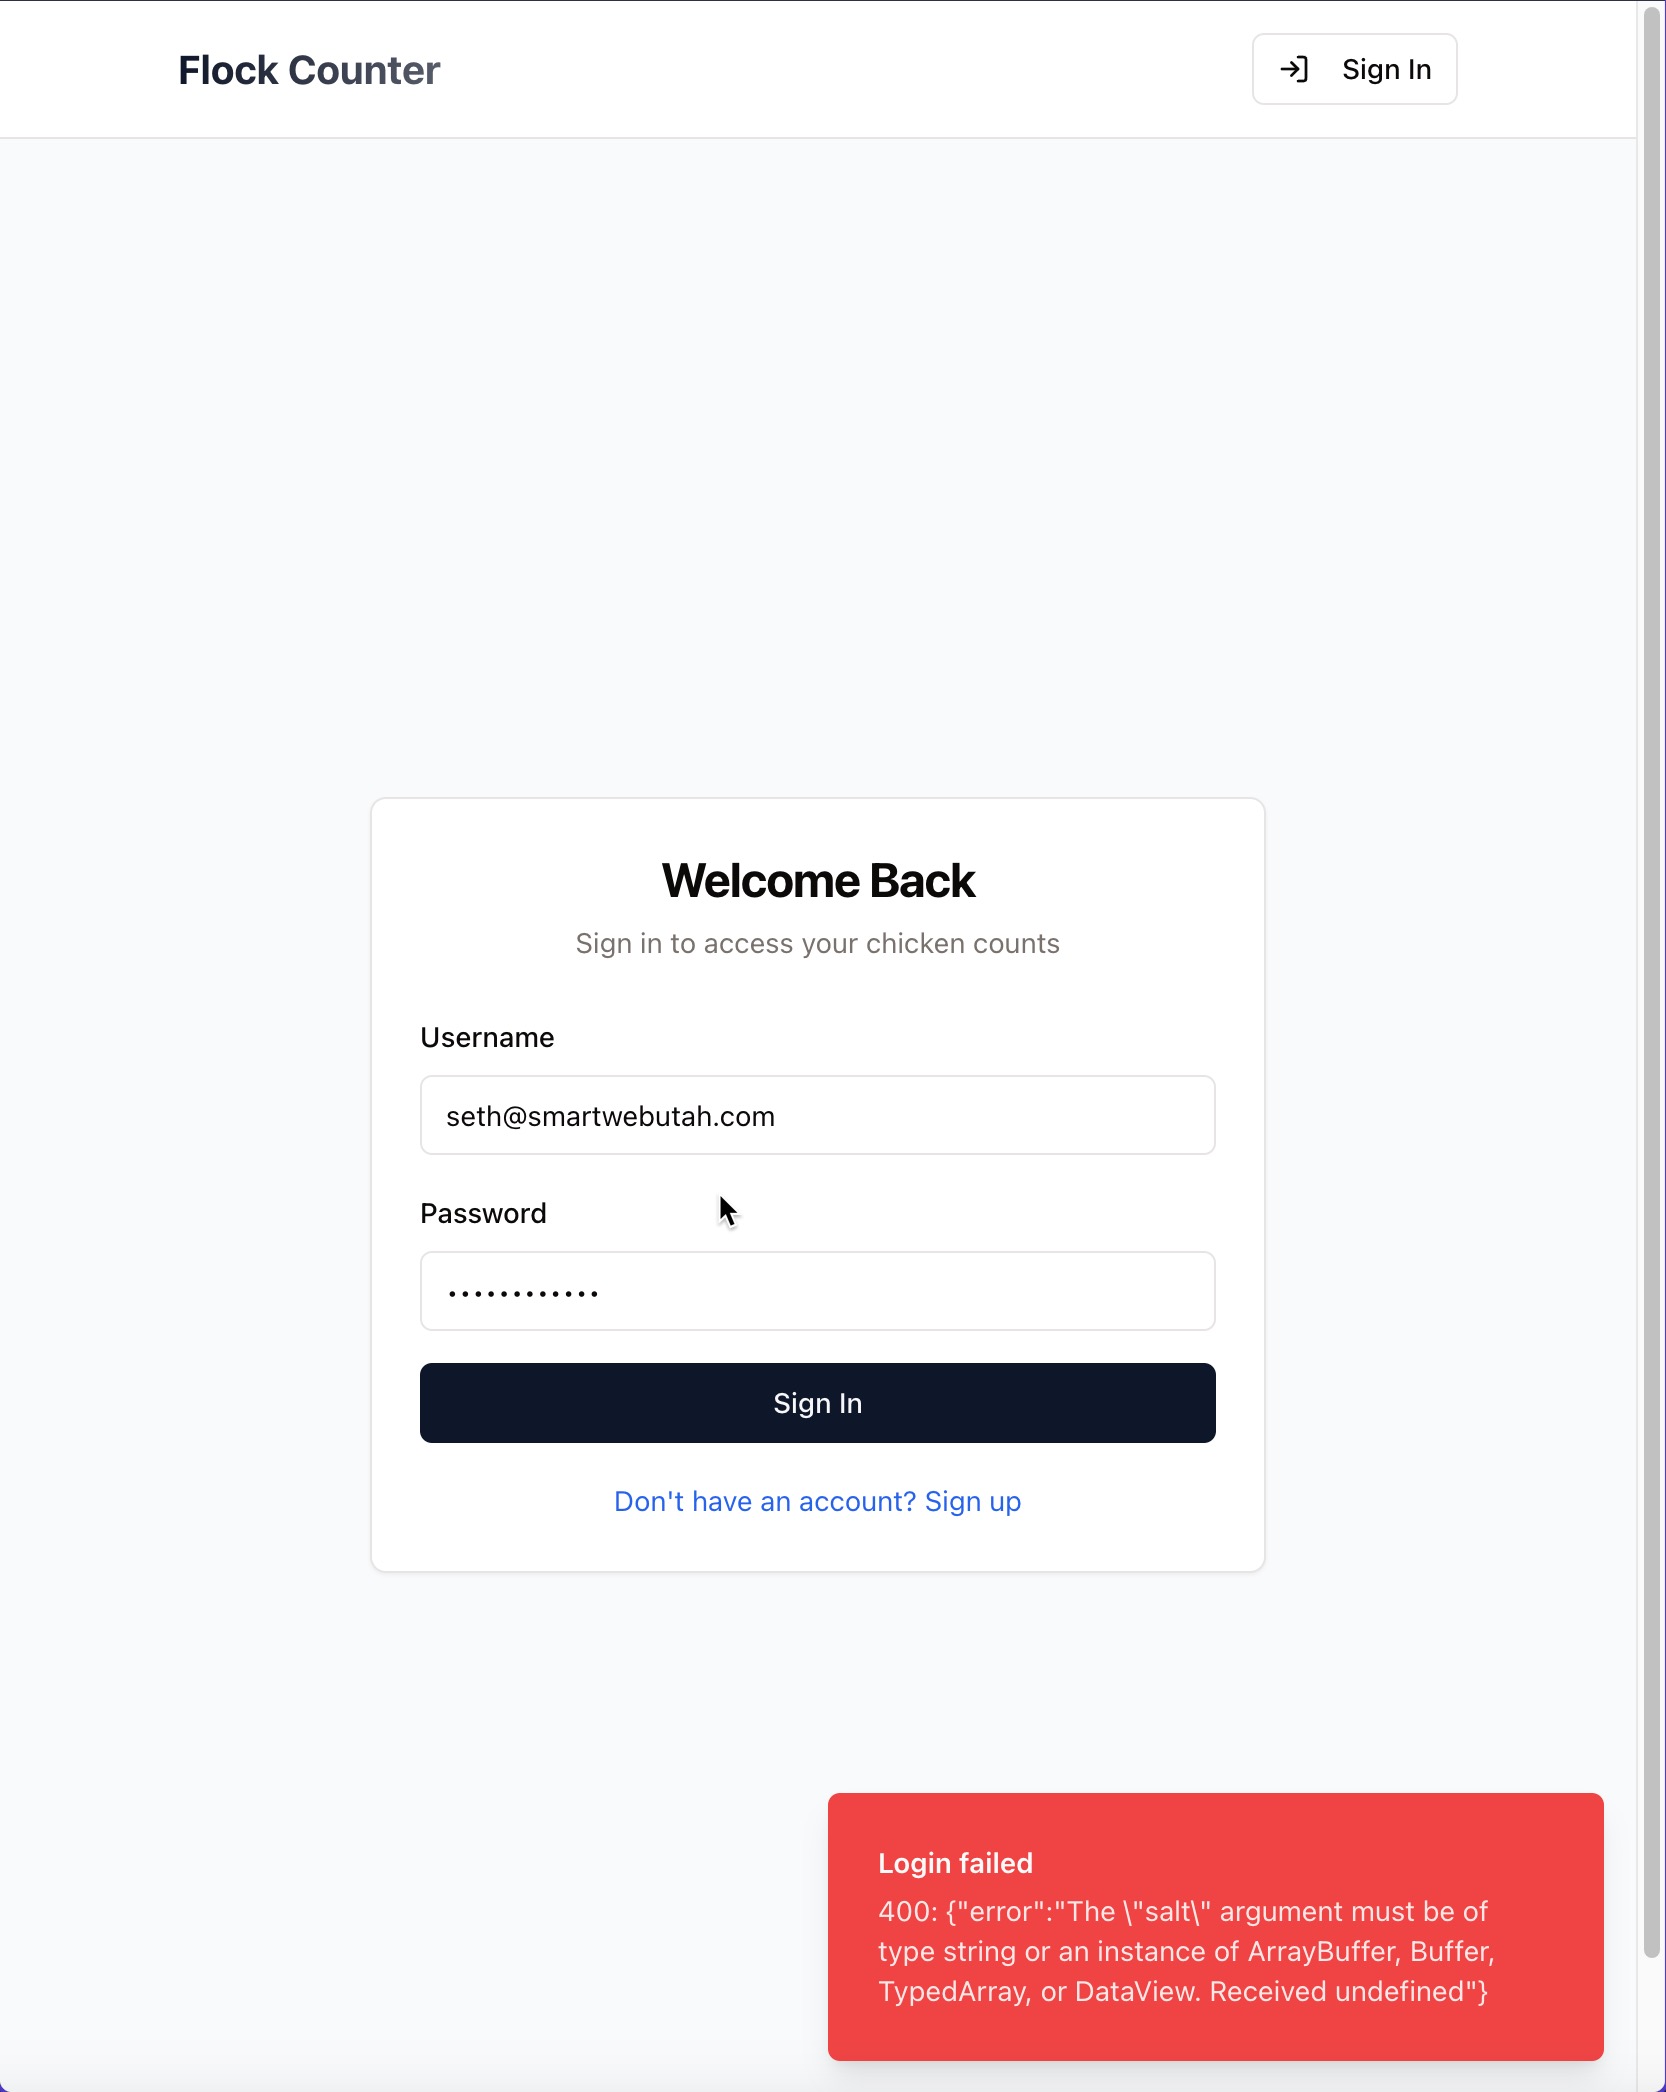 Flock Counter
Sign In
Welcome Back
Sign in to access your chicken counts
Username
seth@smartwebutah.com
Password
••••••••••••
Sign In
Don't have an account? Sign up
Login failed
400: {"error":"The \"salt\" argument must be of
type string or an instance of ArrayBuffer, Buffer,
TypedArray, or DataView. Received undefined"}